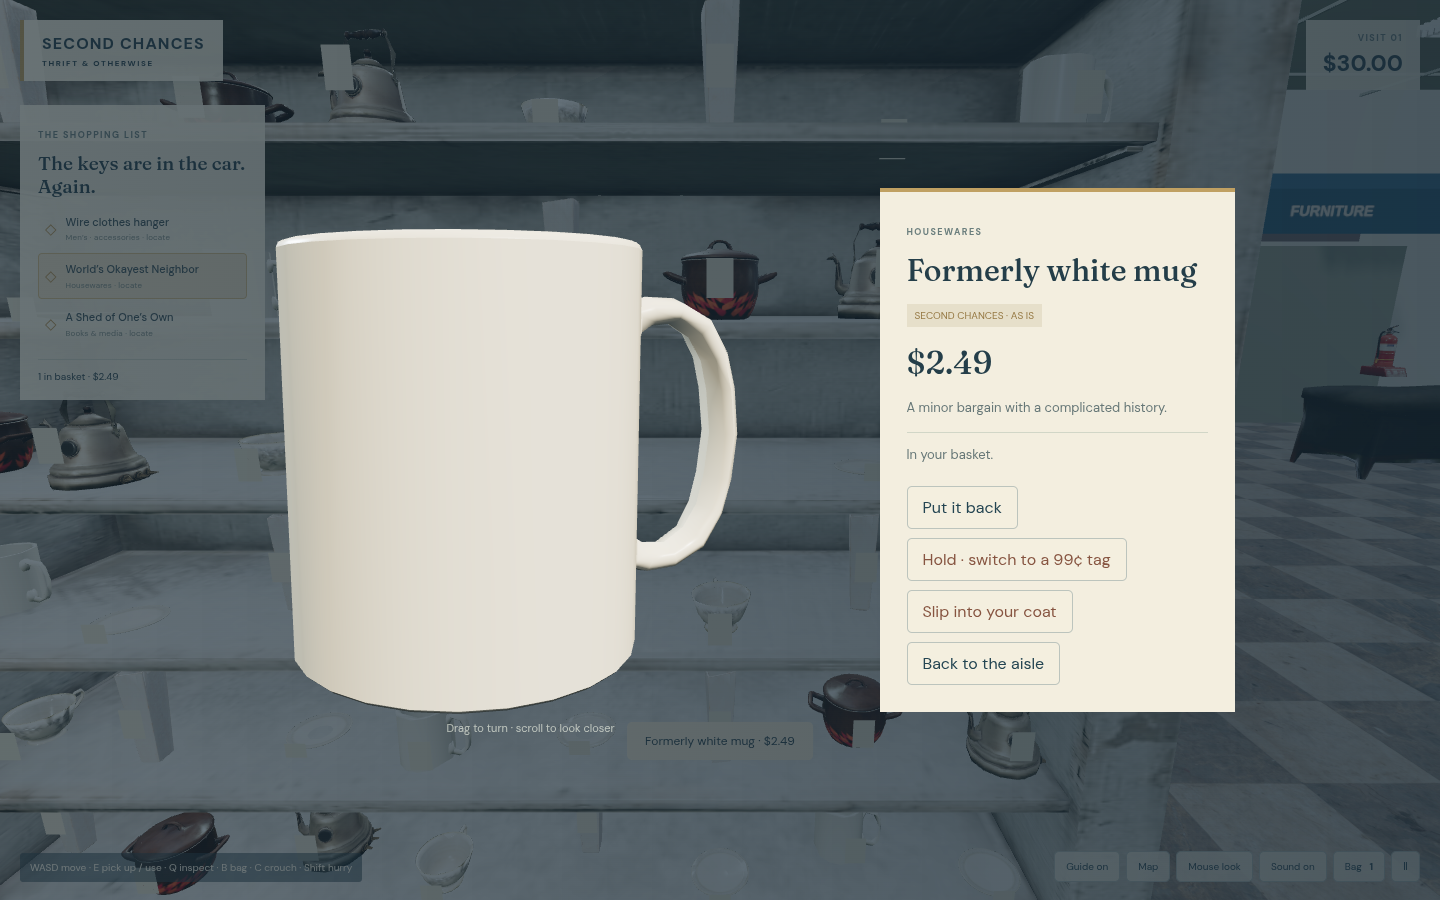 SECOND CHANCES
THRIFT & OTHERWISE
VISIT 01
$30.00
THE SHOPPING LIST
The keys are in the car.
Again.
Wire clothes hanger
Men's · accessories · locate
World's Okayest Neighbor
Housewares · locate
A Shed of One's Own
Books & media · locate
1 in basket · $2.49
FURNITURE
HOUSEWARES
Formerly white mug
SECOND CHANCES · AS IS
$2.49
A minor bargain with a complicated history.
In your basket.
Put it back
Hold · switch to a 99¢ tag
Slip into your coat
Back to the aisle
Drag to turn · scroll to look closer
Formerly white mug · $2.49
WASD move · E pick up / use · Q inspect · B bag · C crouch · Shift hurry
Guide on
Map
Mouse look
Sound on
Bag 1
II